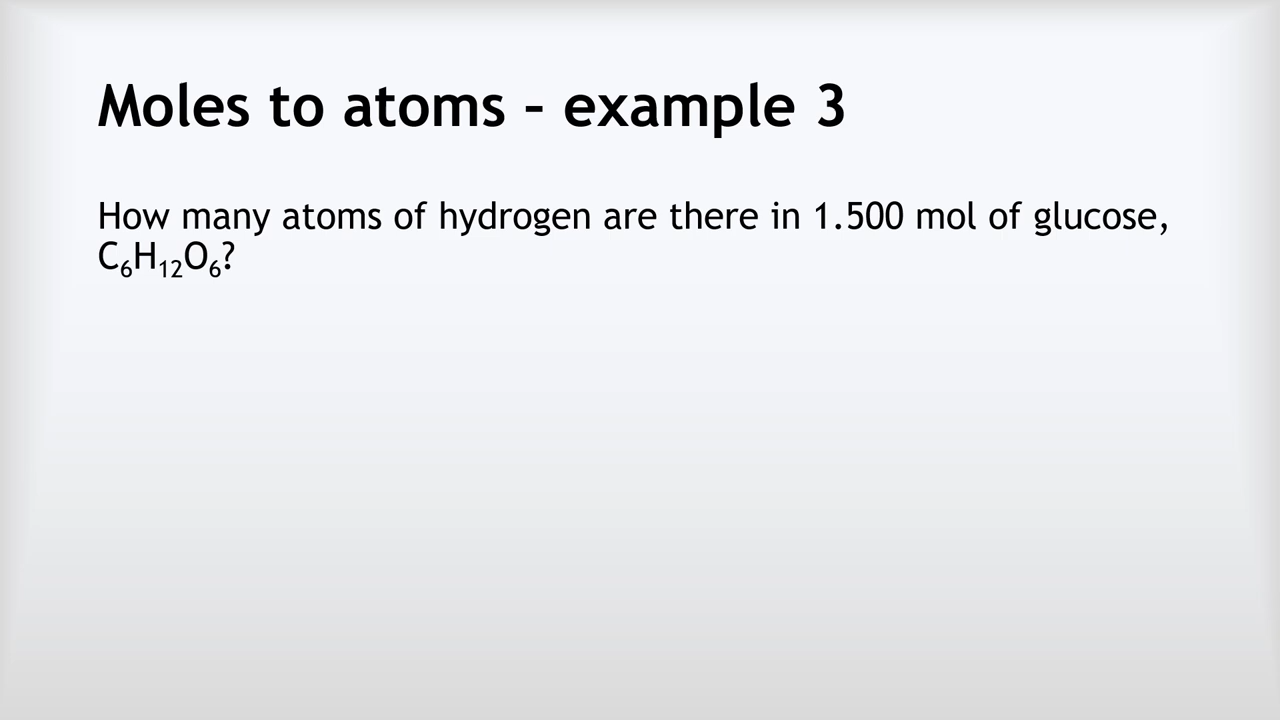 Moles to atoms – example 3
How many atoms of hydrogen are there in 1.500 mol of glucose,
C₆H₁₂O₆?